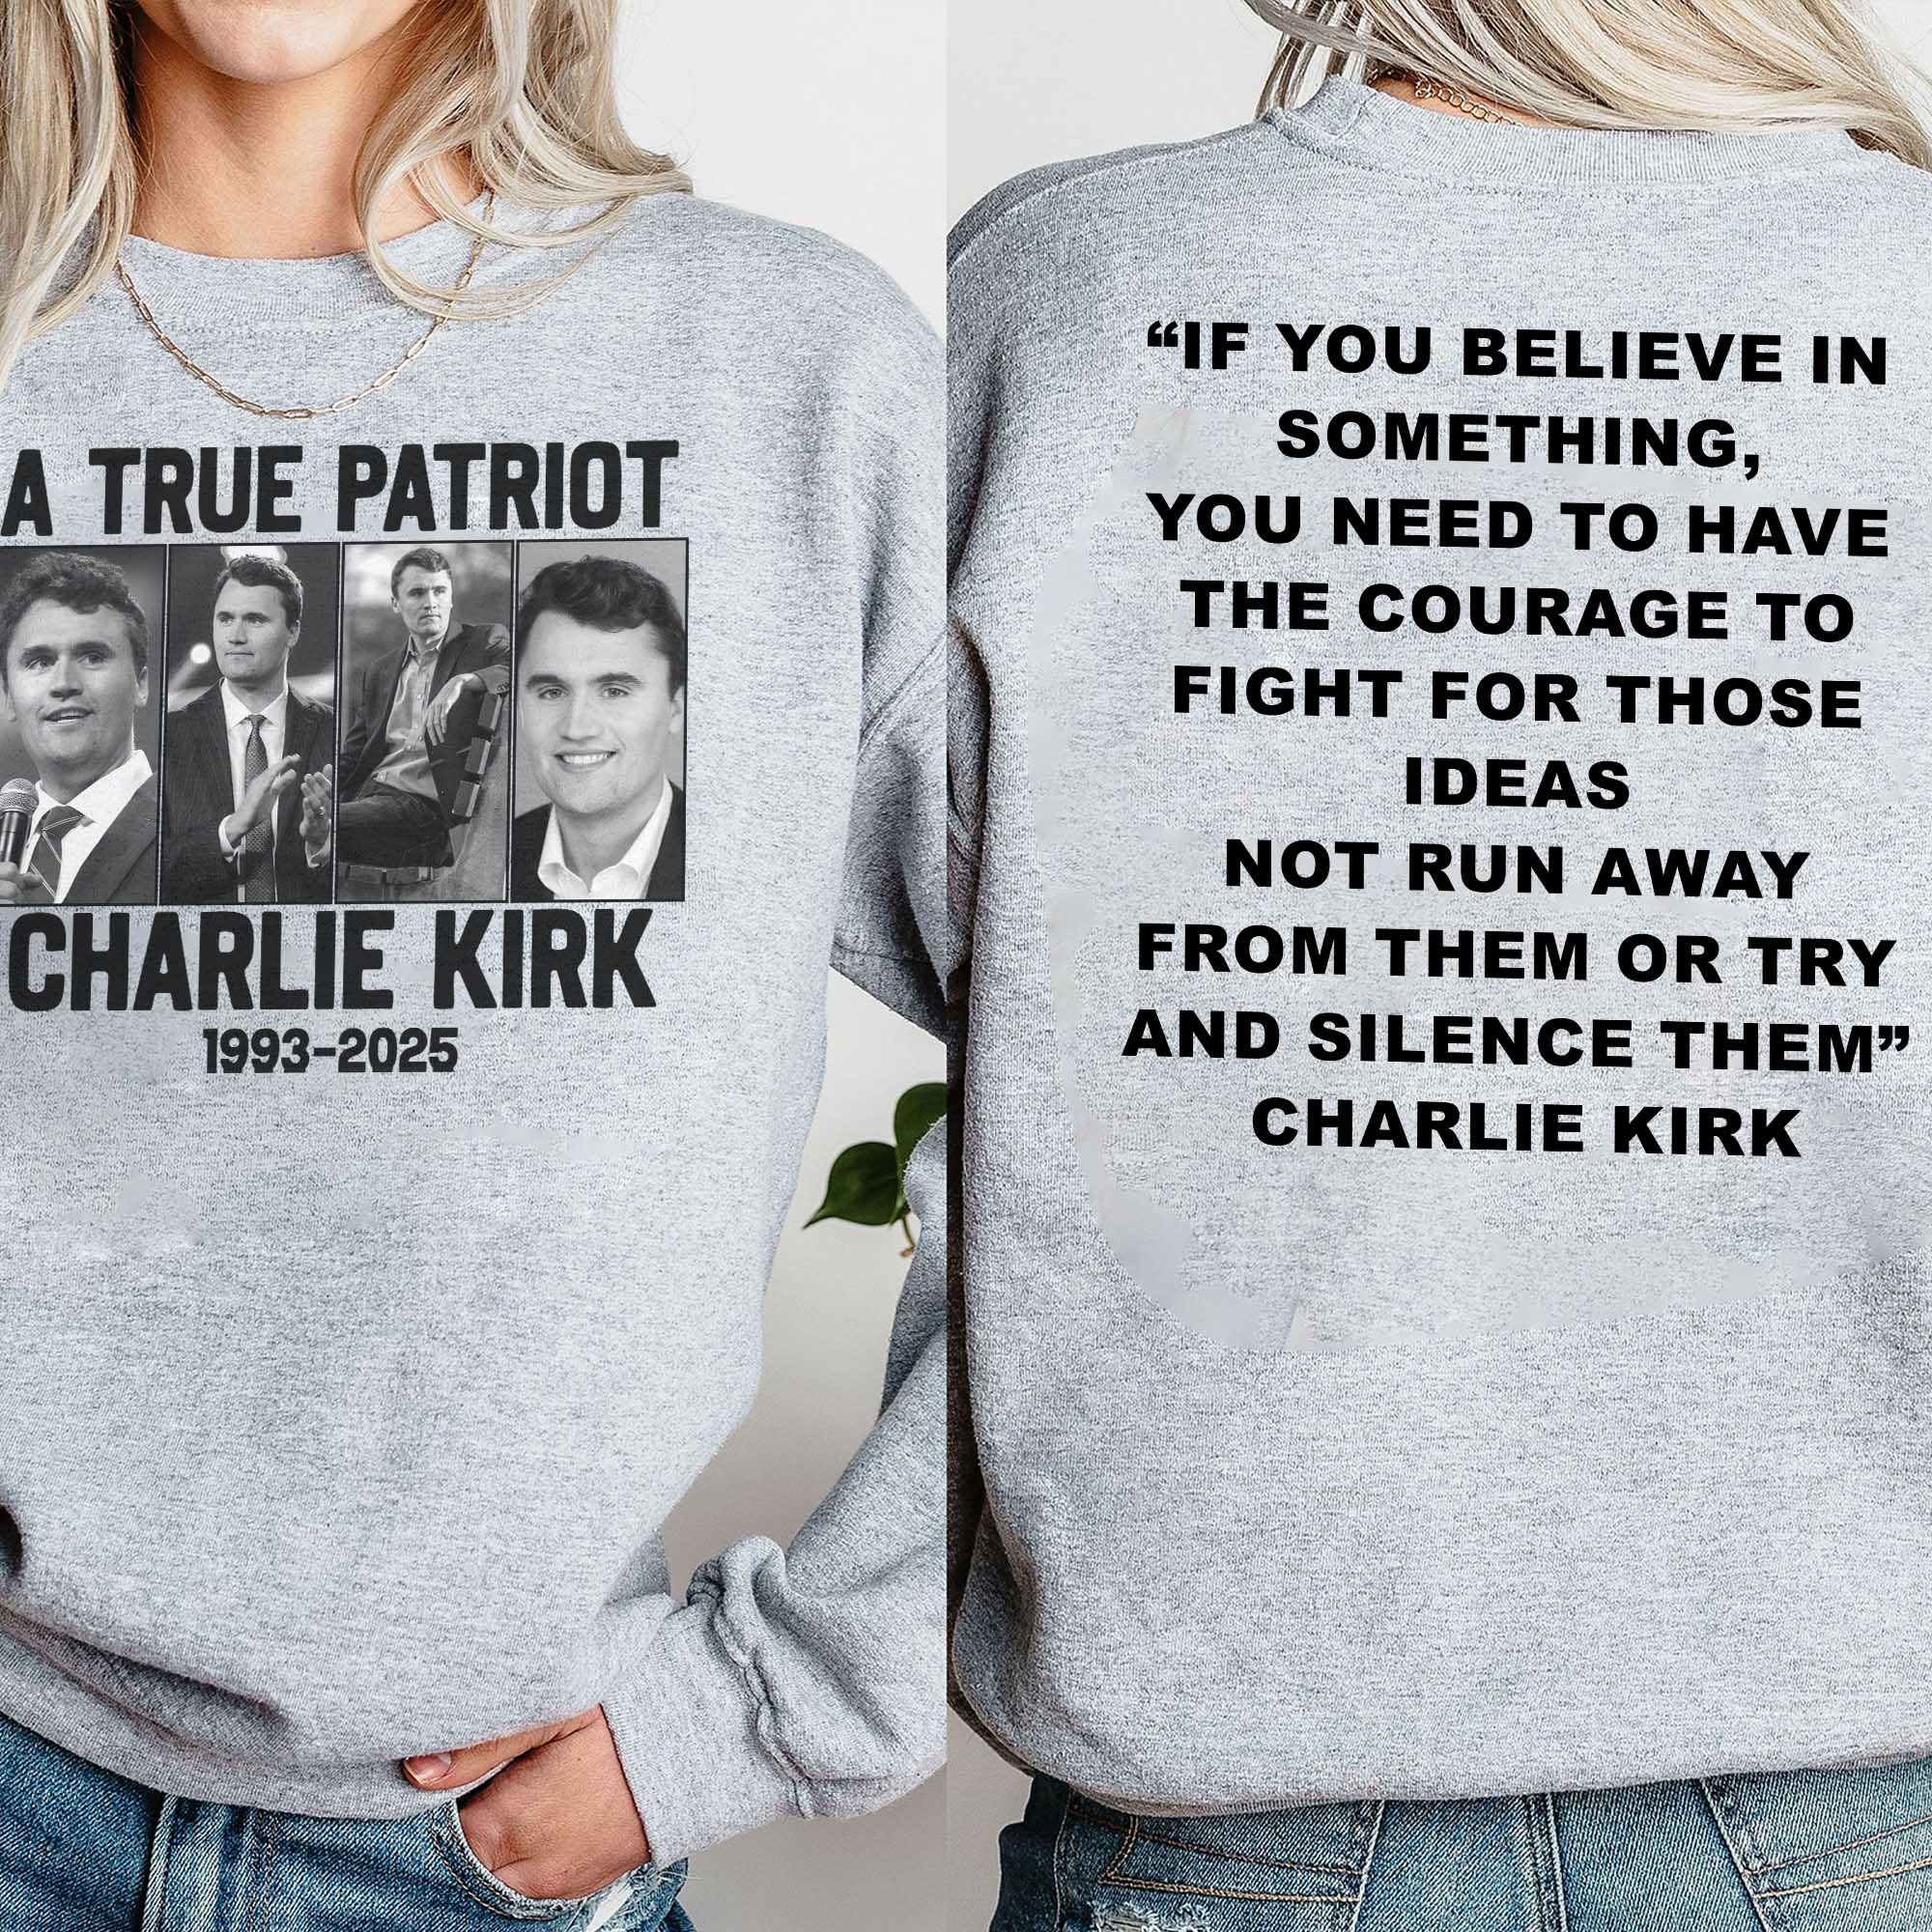 A TRUE PATRIOT
CHARLIE KIRK
1993-2025
“IF YOU BELIEVE IN
SOMETHING,
YOU NEED TO HAVE
THE COURAGE TO
FIGHT FOR THOSE
IDEAS
NOT RUN AWAY
FROM THEM OR TRY
AND SILENCE THEM”
CHARLIE KIRK